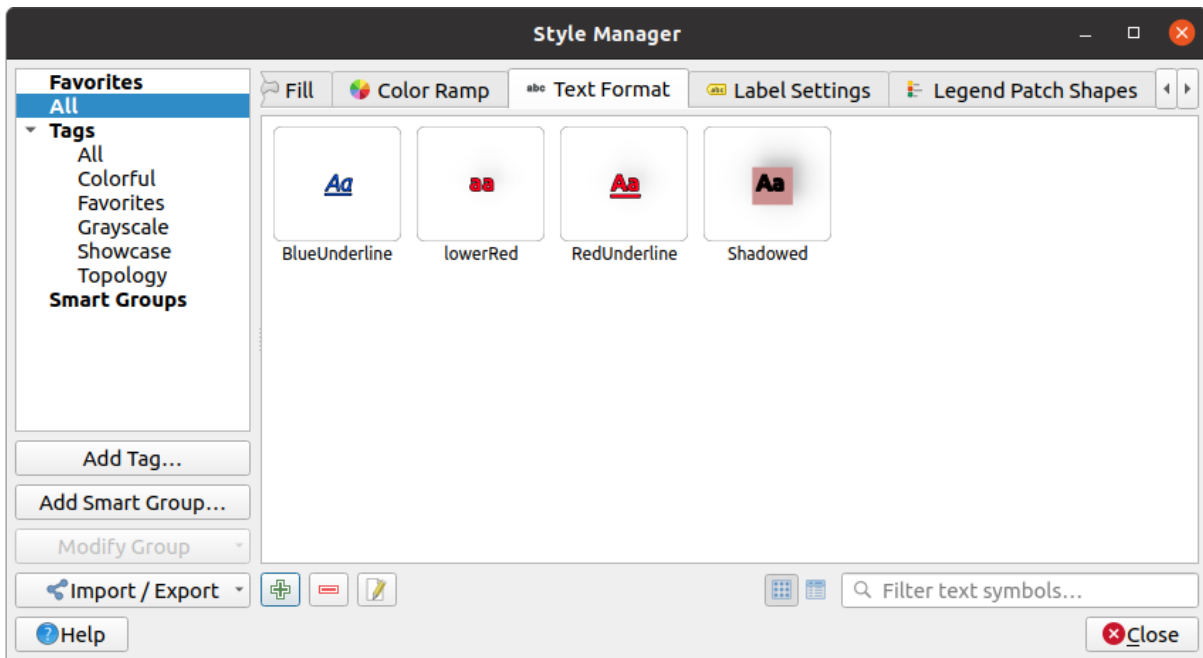 Style Manager
Favorites
All
Tags
All
Colorful
Favorites
Grayscale
Showcase
Topology
Smart Groups
Add Tag...
Add Smart Group...
Modify Group
Import / Export
Help
Fill
Color Ramp
abc Text Format
abc Label Settings
Legend Patch Shapes
Aa
BlueUnderline
aa
lowerRed
Aa
RedUnderline
Aa
Shadowed
Filter text symbols...
Close